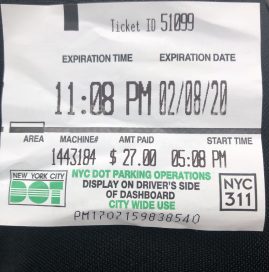 Ticket ID 51099
EXPIRATION TIME EXPIRATION DATE
11:08 PM 02/08/20
AREA MACHINE# AMT PAID START TIME
1443184 $ 27.00 05:08 PM
NEW YORK CITY
DOT
NYC DOT PARKING OPERATIONS
DISPLAY ON DRIVER'S SIDE
OF DASHBOARD
CITY WIDE USE
NYC
311
PM1707159838540